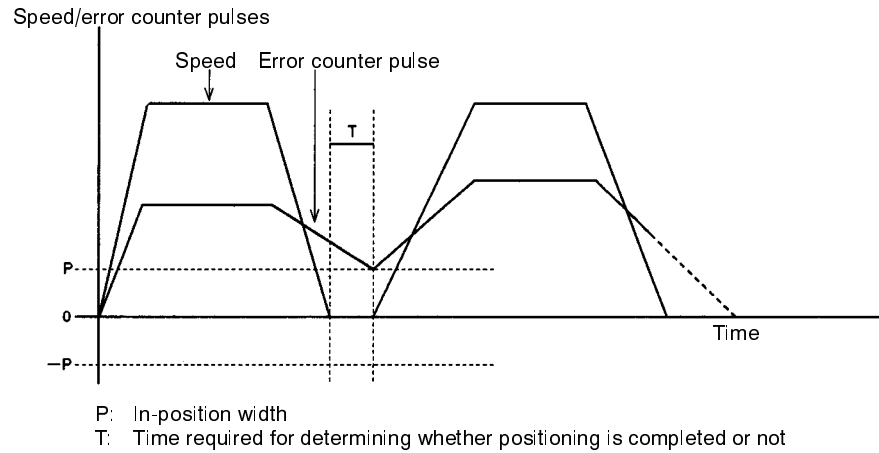 Speed/error counter pulses
Speed Error counter pulse
T
P
0
Time
–P
P: In-position width
T: Time required for determining whether positioning is completed or not